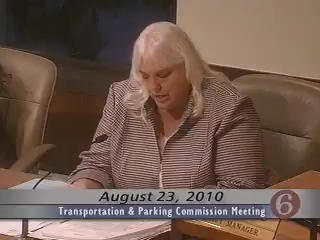 August 23, 2010
Transportation & Parking Commission Meeting
6
MANAGER